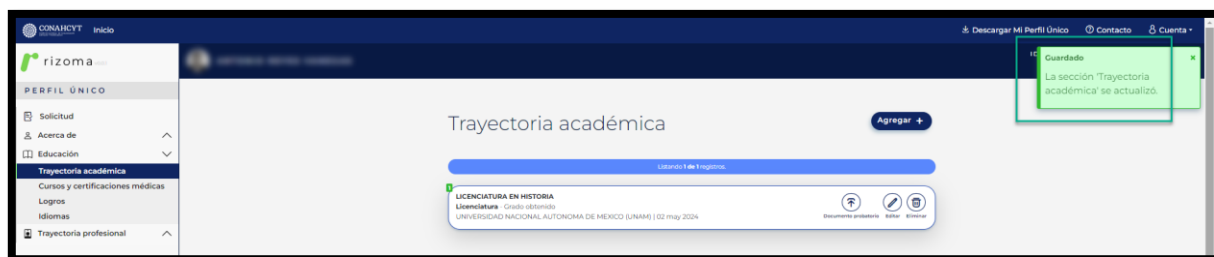 CONAHCYT Inicio
Descargar Mi Perfil Único Contacto Cuenta
rizoma
Guardado
La sección 'Trayectoria
académica' se actualizó.
PERFIL ÚNICO
Solicitud
Acerca de
Educación
Trayectoria académica
Cursos y certificaciones médicas
Logros
Idiomas
Trayectoria profesional
Trayectoria académica
Agregar +
Listando 1 de 1 registros.
1
LICENCIATURA EN HISTORIA
Licenciatura - Grado obtenido
UNIVERSIDAD NACIONAL AUTONOMA DE MEXICO (UNAM) | 02 may 2024
Documento probatorio Editar Eliminar